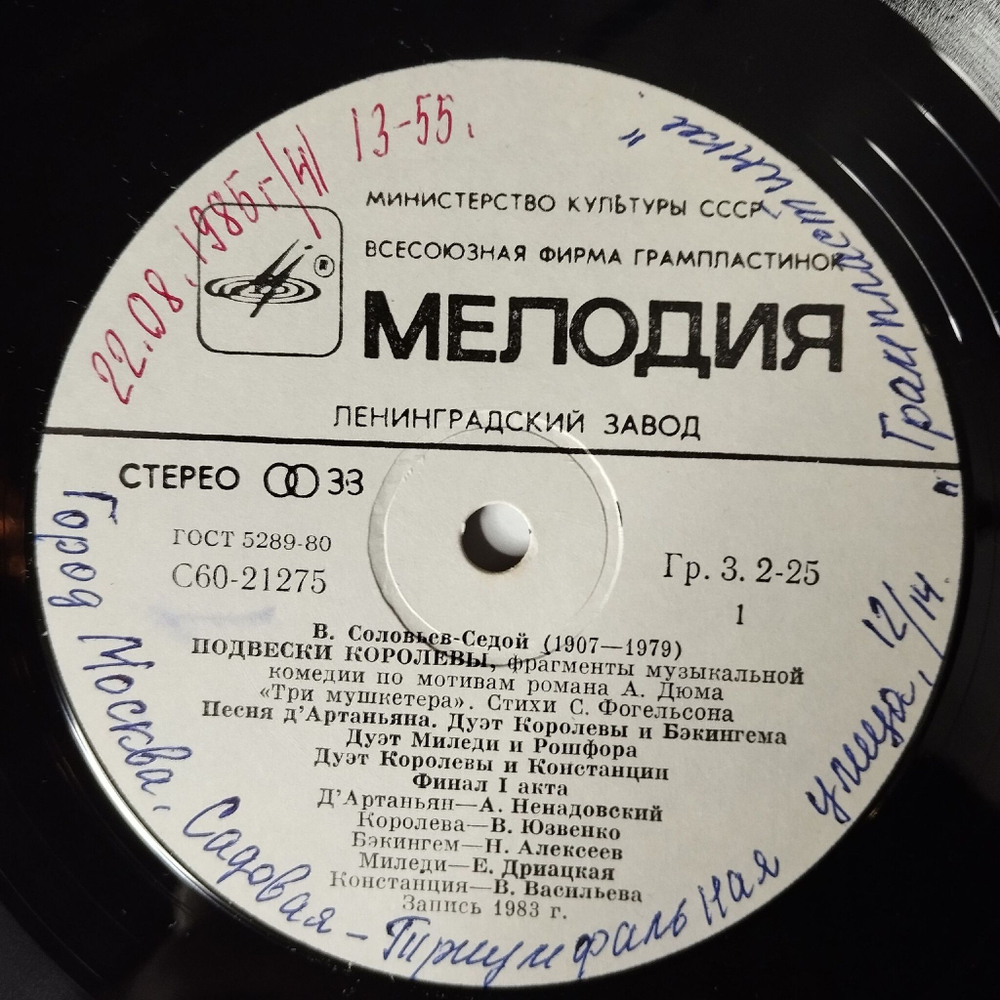 22.08.1985г. 13-55.
МИНИСТЕРСТВО КУЛЬТУРЫ СССР
ВСЕСОЮЗНАЯ ФИРМА ГРАМПЛАСТИНОК
®
МЕЛОДИЯ
ЛЕНИНГРАДСКИЙ ЗАВОД
СТЕРЕО 33
ГОСТ 5289-80
С60-21275
Гр. 3. 2-25
1
В. Соловьев-Седой (1907—1979)
ПОДВЕСКИ КОРОЛЕВЫ, фрагменты музыкальной
комедии по мотивам романа А. Дюма
«Три мушкетера». Стихи С. Фогельсона
Песня д'Артаньяна. Дуэт Королевы и Бэкингема
Дуэт Миледи и Рошфора
Дуэт Королевы и Констанции
Финал I акта
Д'Артаньян—А. Ненадовский
Королева—В. Юзвенко
Бэкингем—Н. Алексеев
Миледи—Е. Дриацкая
Констанция—В. Васильева
Запись 1983 г.
Город Москва, Садовая-Триумфальная улица, 12/14.
"Грампластинки"